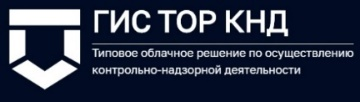 ГИС ТОР КНД
Типовое облачное решение по осуществлению
контрольно-надзорной деятельности